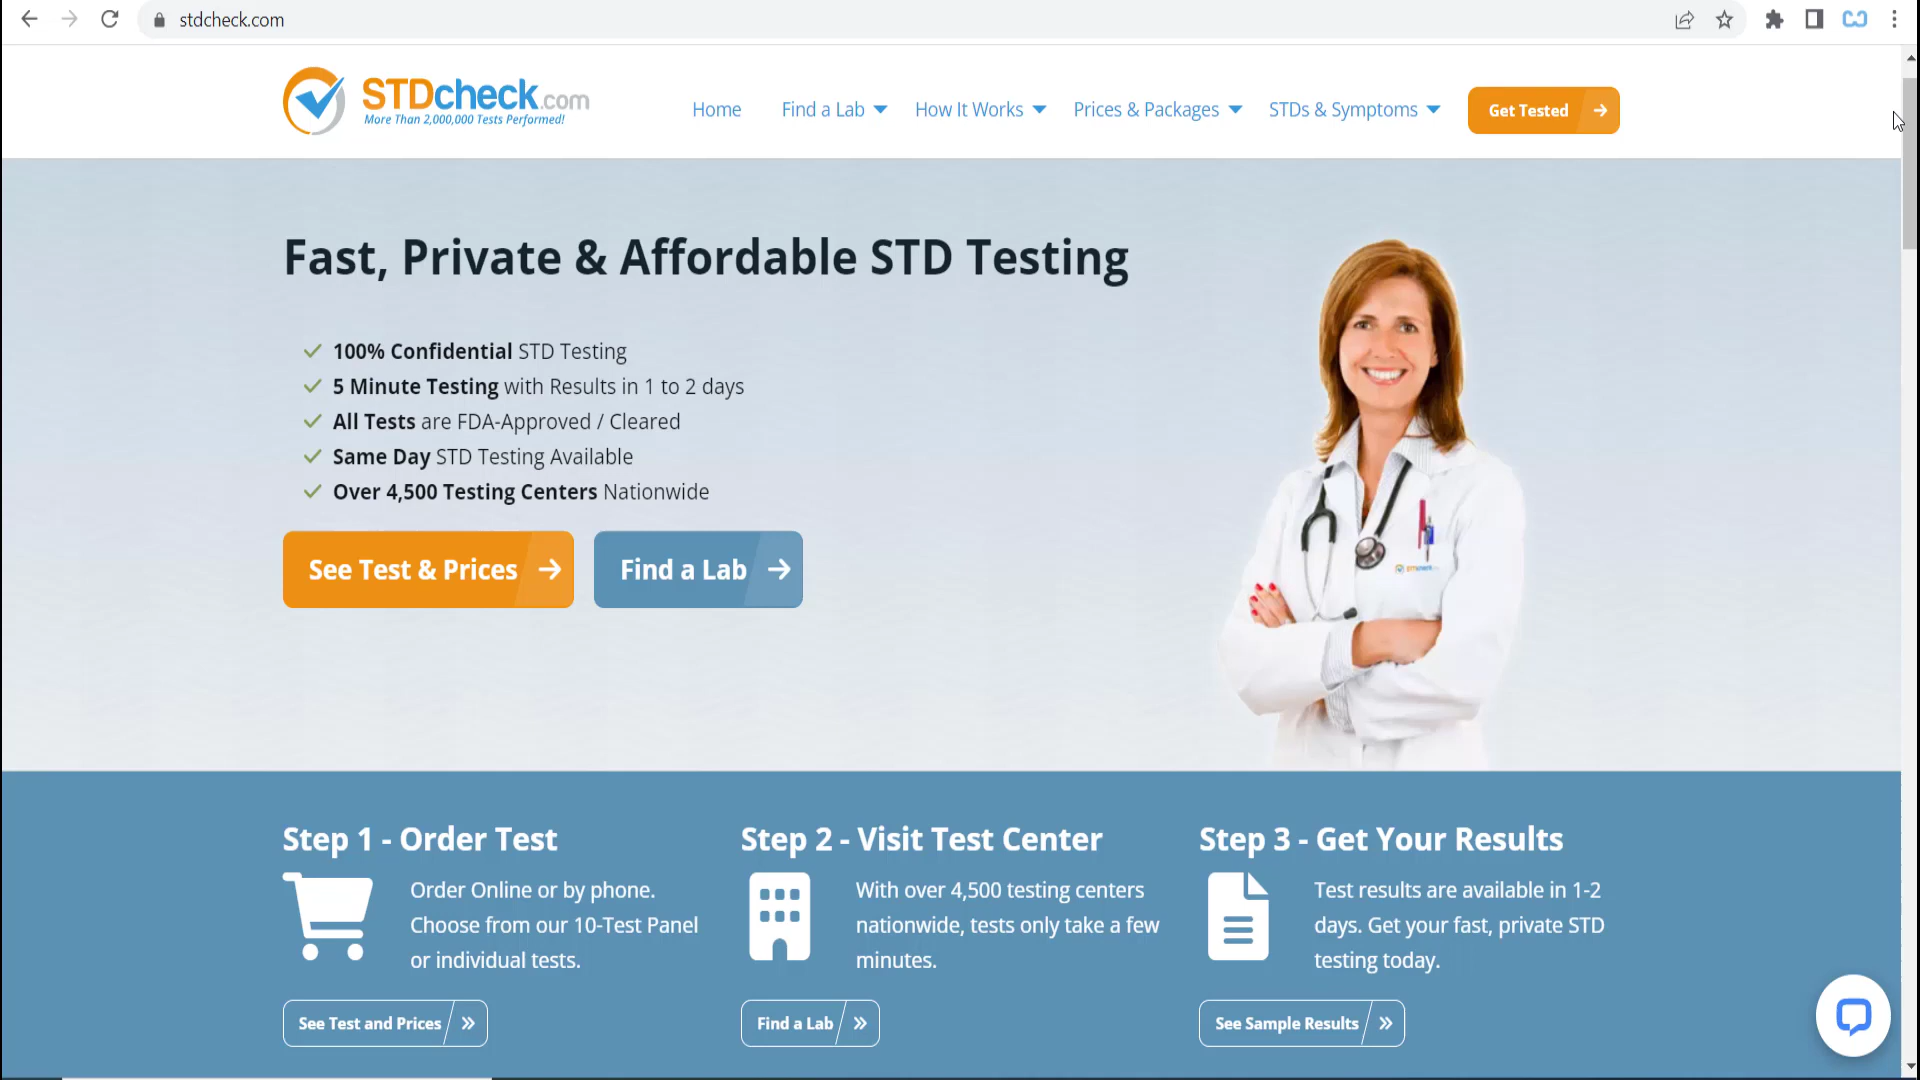 stdcheck.com
STDcheck.com
More Than 2,000,000 Tests Performed!
Home
Find a Lab
How It Works
Prices & Packages
STDs & Symptoms
Get Tested
Fast, Private & Affordable STD Testing
100% Confidential STD Testing
5 Minute Testing with Results in 1 to 2 days
All Tests are FDA-Approved / Cleared
Same Day STD Testing Available
Over 4,500 Testing Centers Nationwide
See Test & Prices
Find a Lab
STDcheck
Step 1 - Order Test
Order Online or by phone.
Choose from our 10-Test Panel
or individual tests.
See Test and Prices
Step 2 - Visit Test Center
With over 4,500 testing centers
nationwide, tests only take a few
minutes.
Find a Lab
Step 3 - Get Your Results
Test results are available in 1-2
days. Get your fast, private STD
testing today.
See Sample Results